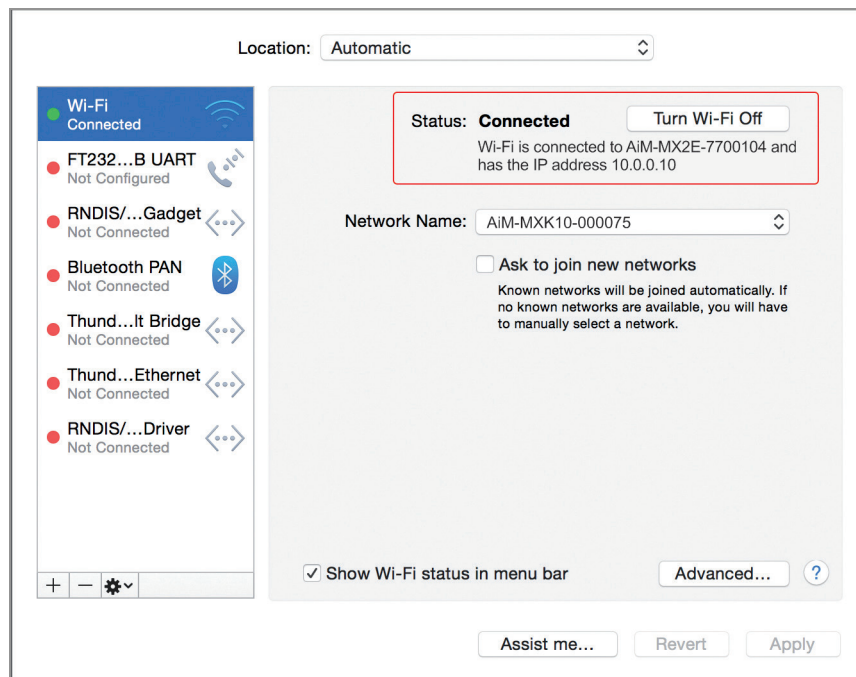 Location: Automatic
Wi-Fi
Connected
FT232...B UART
Not Configured
RNDIS/...Gadget
Not Connected
Bluetooth PAN
Not Connected
Thund...lt Bridge
Not Connected
Thund...Ethernet
Not Connected
RNDIS/...Driver
Not Connected
Status: Connected Turn Wi-Fi Off
Wi-Fi is connected to AiM-MX2E-7700104 and
has the IP address 10.0.0.10
Network Name: AiM-MXK10-000075
Ask to join new networks
Known networks will be joined automatically. If
no known networks are available, you will have
to manually select a network.
Show Wi-Fi status in menu bar Advanced... ?
Assist me... Revert Apply